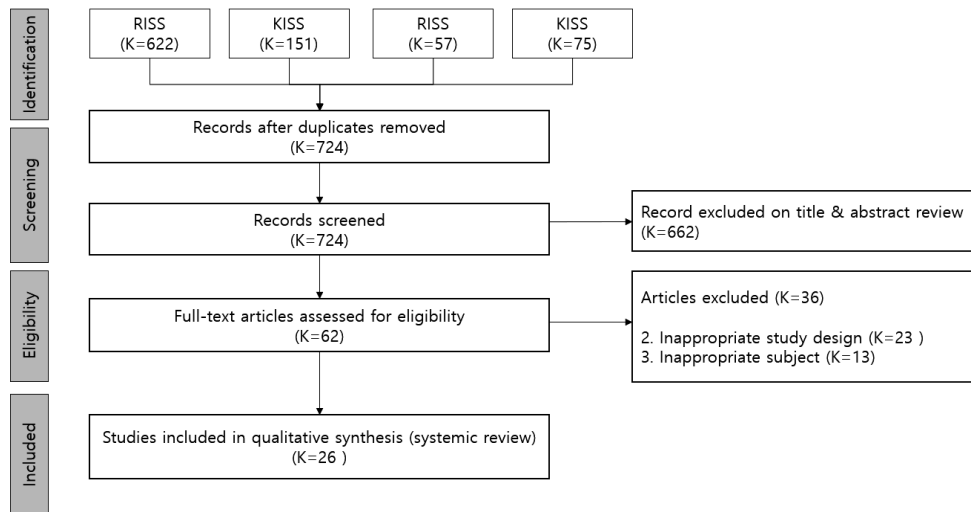 Identification
RISS
(K=622)
KISS
(K=151)
RISS
(K=57)
KISS
(K=75)
Records after duplicates removed
(K=724)
Screening
Records screened
(K=724)
Record excluded on title & abstract review
(K=662)
Eligibility
Full-text articles assessed for eligibility
(K=62)
Articles excluded (K=36)
2. Inappropriate study design (K=23 )
3. Inappropriate subject (K=13)
Included
Studies included in qualitative synthesis (systemic review)
(K=26 )